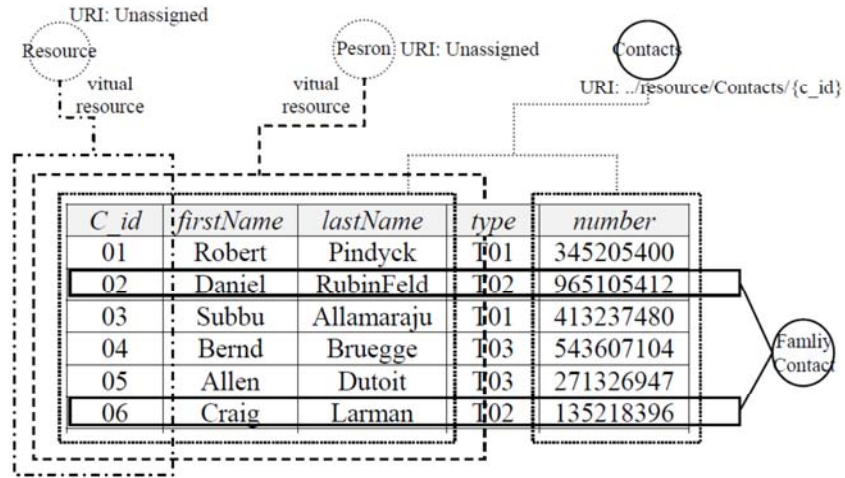 URI: Unassigned
Resource
Pesron URI: Unassigned
Contacts
vitual
resource
vitual
resource
URI: ../resource/Contacts/{c_id}
C_id firstName lastName type number
01 Robert Pindyck T01 345205400
02 Daniel RubinFeld T02 965105412
03 Subbu Allamaraju T01 413237480
04 Bernd Bruegge T03 543607104
05 Allen Dutoit T03 271326947
06 Craig Larman T02 135218396
Famliy
Contact